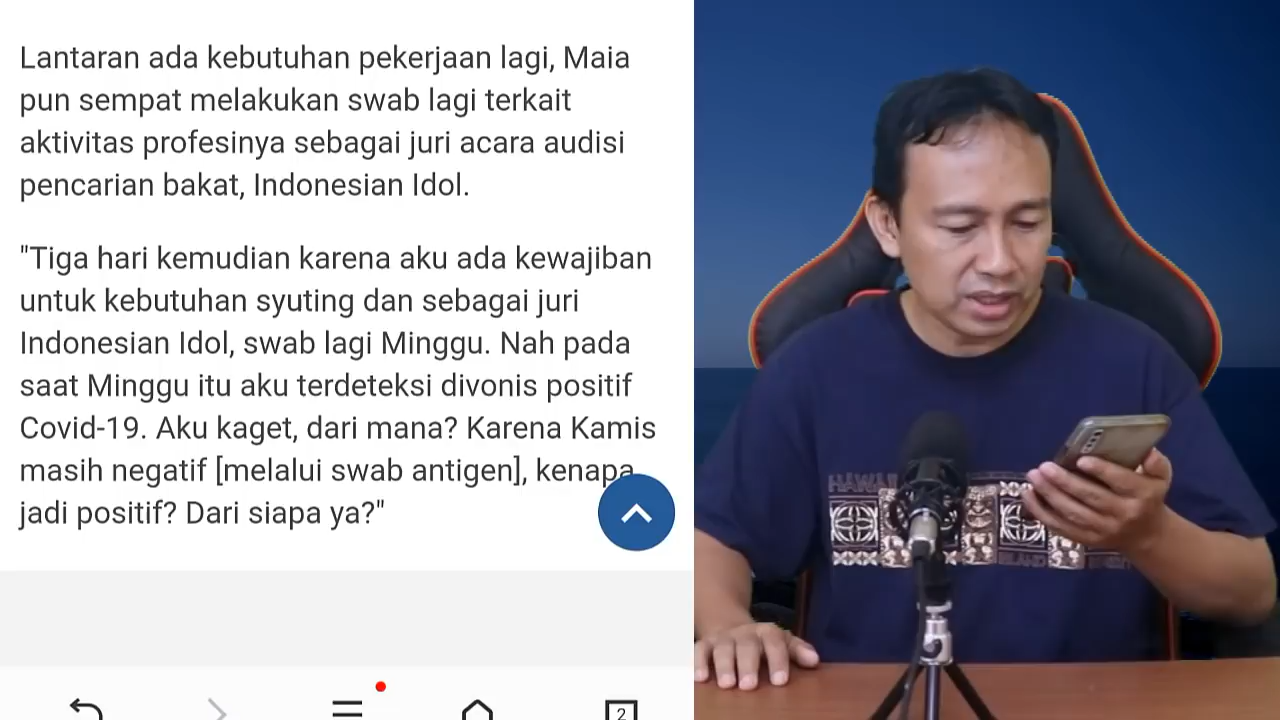 Lantaran ada kebutuhan pekerjaan lagi, Maia
pun sempat melakukan swab lagi terkait
aktivitas profesinya sebagai juri acara audisi
pencarian bakat, Indonesian Idol.
"Tiga hari kemudian karena aku ada kewajiban
untuk kebutuhan syuting dan sebagai juri
Indonesian Idol, swab lagi Minggu. Nah pada
saat Minggu itu aku terdeteksi divonis positif
Covid-19. Aku kaget, dari mana? Karena Kamis
masih negatif [melalui swab antigen], kenapa
jadi positif? Dari siapa ya?"
2